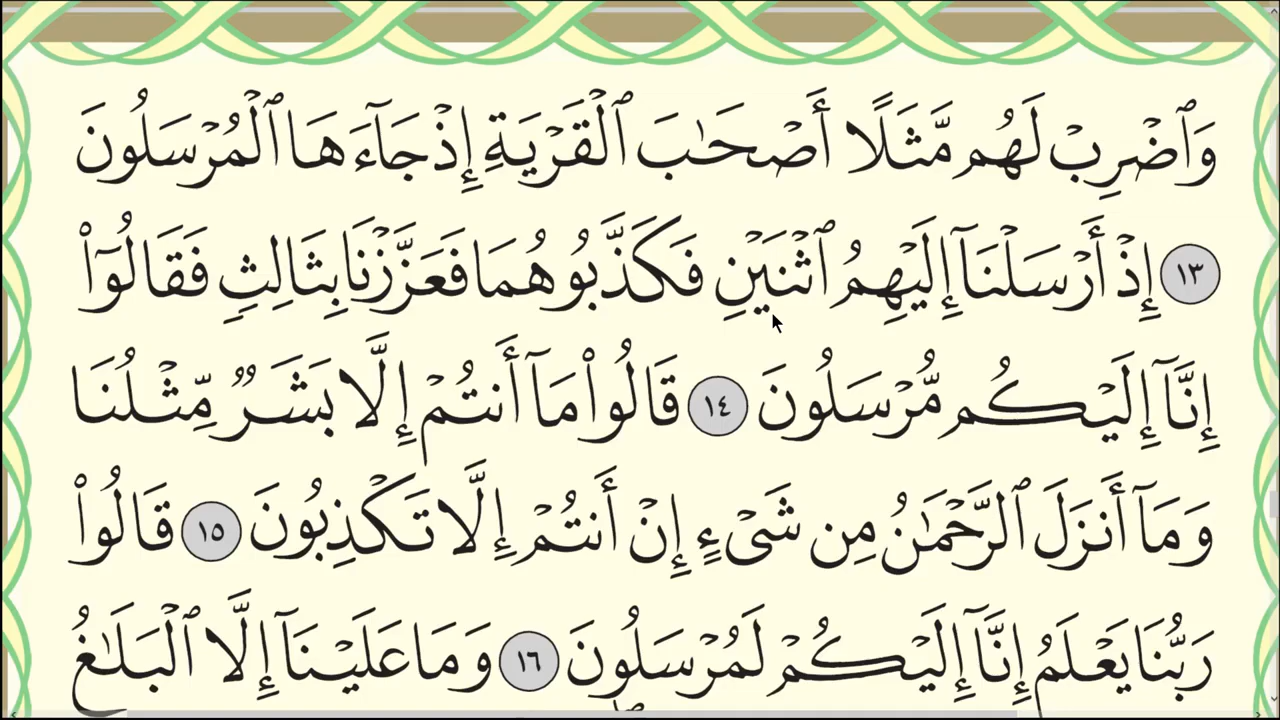 وَٱضْرِبْ لَهُم مَّثَلًا أَصْحَٰبَ ٱلْقَرْيَةِ إِذْ جَآءَهَا ٱلْمُرْسَلُونَ
١٣ إِذْ أَرْسَلْنَآ إِلَيْهِمُ ٱثْنَيْنِ فَكَذَّبُوهُمَا فَعَزَّزْنَا بِثَالِثٍ فَقَالُوٓا۟
إِنَّآ إِلَيْكُم مُّرْسَلُونَ ١٤ قَالُوا۟ مَآ أَنتُمْ إِلَّا بَشَرٌ مِّثْلُنَا
وَمَآ أَنزَلَ ٱلرَّحْمَٰنُ مِن شَىْءٍ إِنْ أَنتُمْ إِلَّا تَكْذِبُونَ ١٥ قَالُوا۟
رَبُّنَا يَعْلَمُ إِنَّآ إِلَيْكُمْ لَمُرْسَلُونَ ١٦ وَمَا عَلَيْنَآ إِلَّا ٱلْبَلَٰغُ